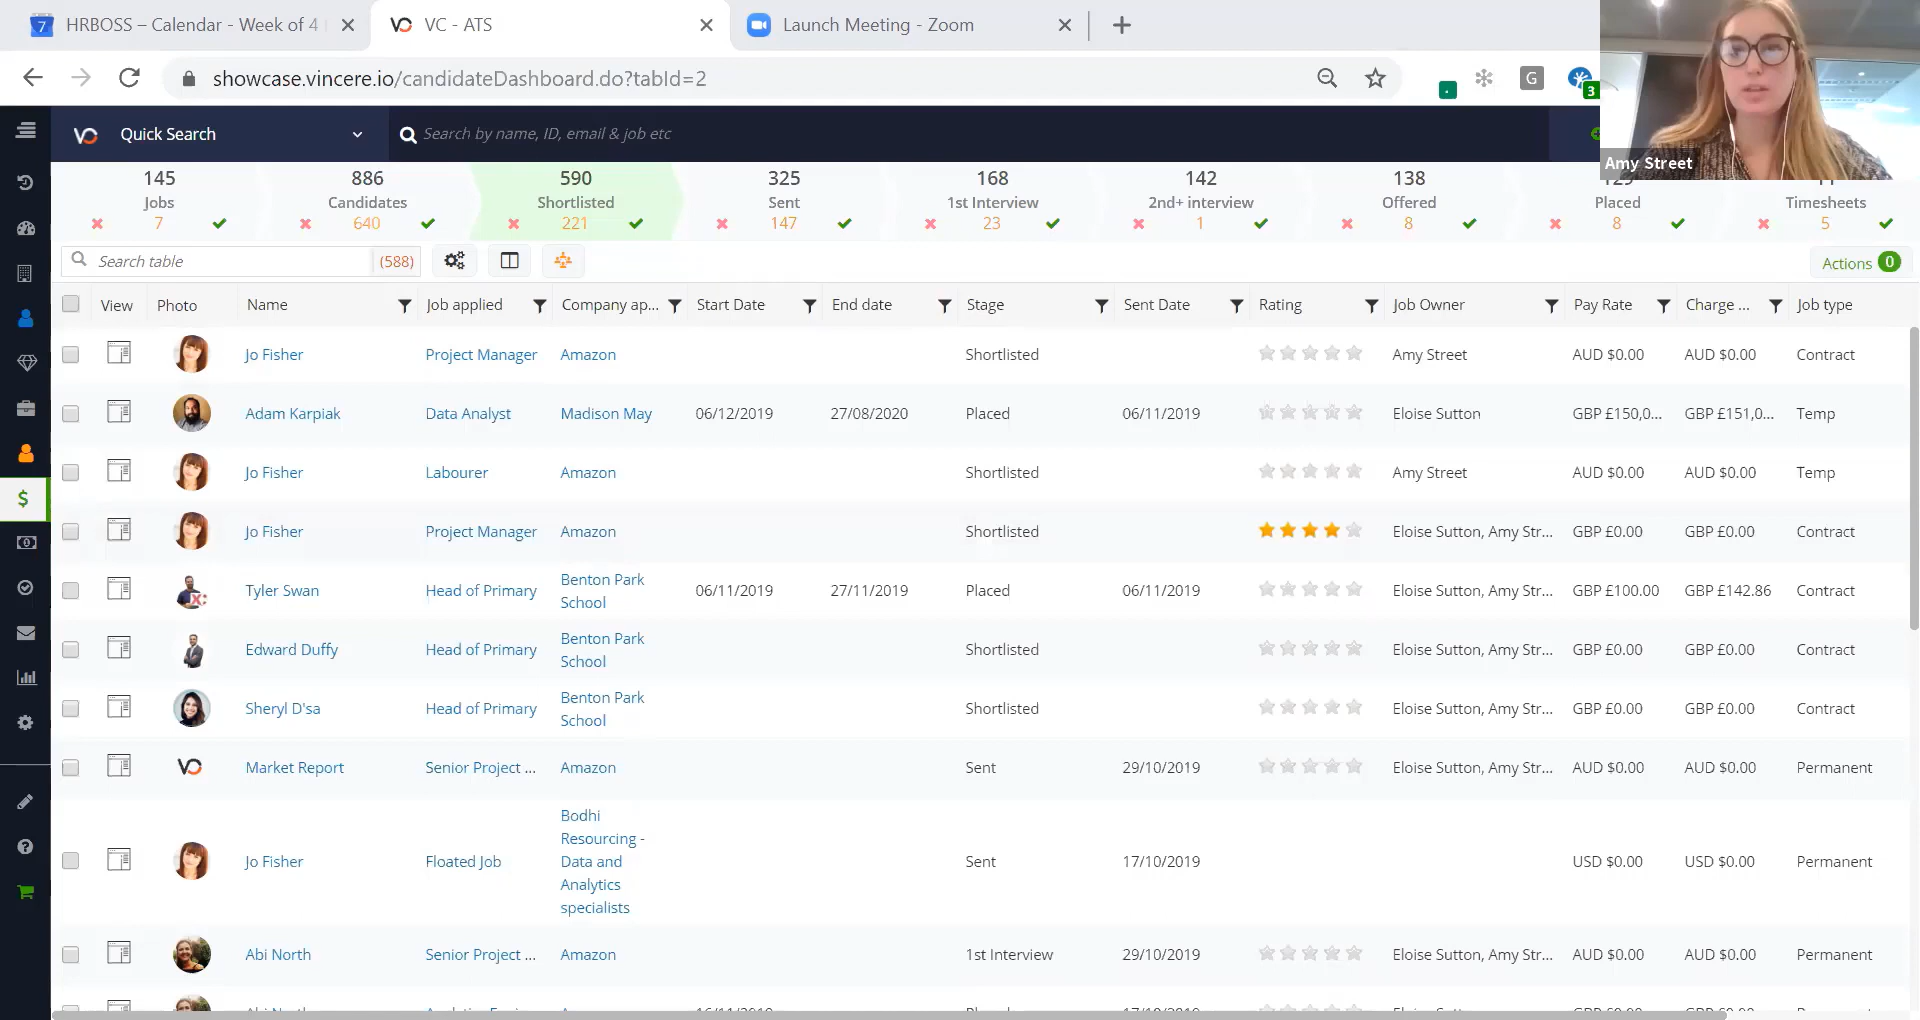 HRBOSS – Calendar - Week of 4
VC - ATS
Launch Meeting - Zoom
showcase.vincere.io/candidateDashboard.do?tabId=2
G
3
Quick Search
Search by name, ID, email & job etc
Amy Street
145 886 590 325 168 142 138
Jobs Candidates Shortlisted Sent 1st Interview 2nd+ interview Offered Placed Timesheets
7 640 221 147 23 1 8 8 5
Search table (588)
Actions 0
View Photo Name Job applied Company ap... Start Date End date Stage Sent Date Rating Job Owner Pay Rate Charge ... Job type
Jo Fisher Project Manager Amazon Shortlisted Amy Street AUD $0.00 AUD $0.00 Contract
Adam Karpiak Data Analyst Madison May 06/12/2019 27/08/2020 Placed 06/11/2019 Eloise Sutton GBP £150,0... GBP £151,0... Temp
Jo Fisher Labourer Amazon Shortlisted Amy Street AUD $0.00 AUD $0.00 Temp
Jo Fisher Project Manager Amazon Shortlisted Eloise Sutton, Amy Str... GBP £0.00 GBP £0.00 Contract
Tyler Swan Head of Primary Benton Park School 06/11/2019 27/11/2019 Placed 06/11/2019 Eloise Sutton, Amy Str... GBP £100.00 GBP £142.86 Contract
Edward Duffy Head of Primary Benton Park School Shortlisted Eloise Sutton, Amy Str... GBP £0.00 GBP £0.00 Contract
Sheryl D'sa Head of Primary Benton Park School Shortlisted Eloise Sutton, Amy Str... GBP £0.00 GBP £0.00 Contract
Market Report Senior Project ... Amazon Sent 29/10/2019 Eloise Sutton, Amy Str... AUD $0.00 AUD $0.00 Permanent
Jo Fisher Floated Job Bodhi Resourcing - Data and Analytics specialists Sent 17/10/2019 USD $0.00 USD $0.00 Permanent
Abi North Senior Project ... Amazon 1st Interview 29/10/2019 Eloise Sutton, Amy Str... AUD $0.00 AUD $0.00 Permanent